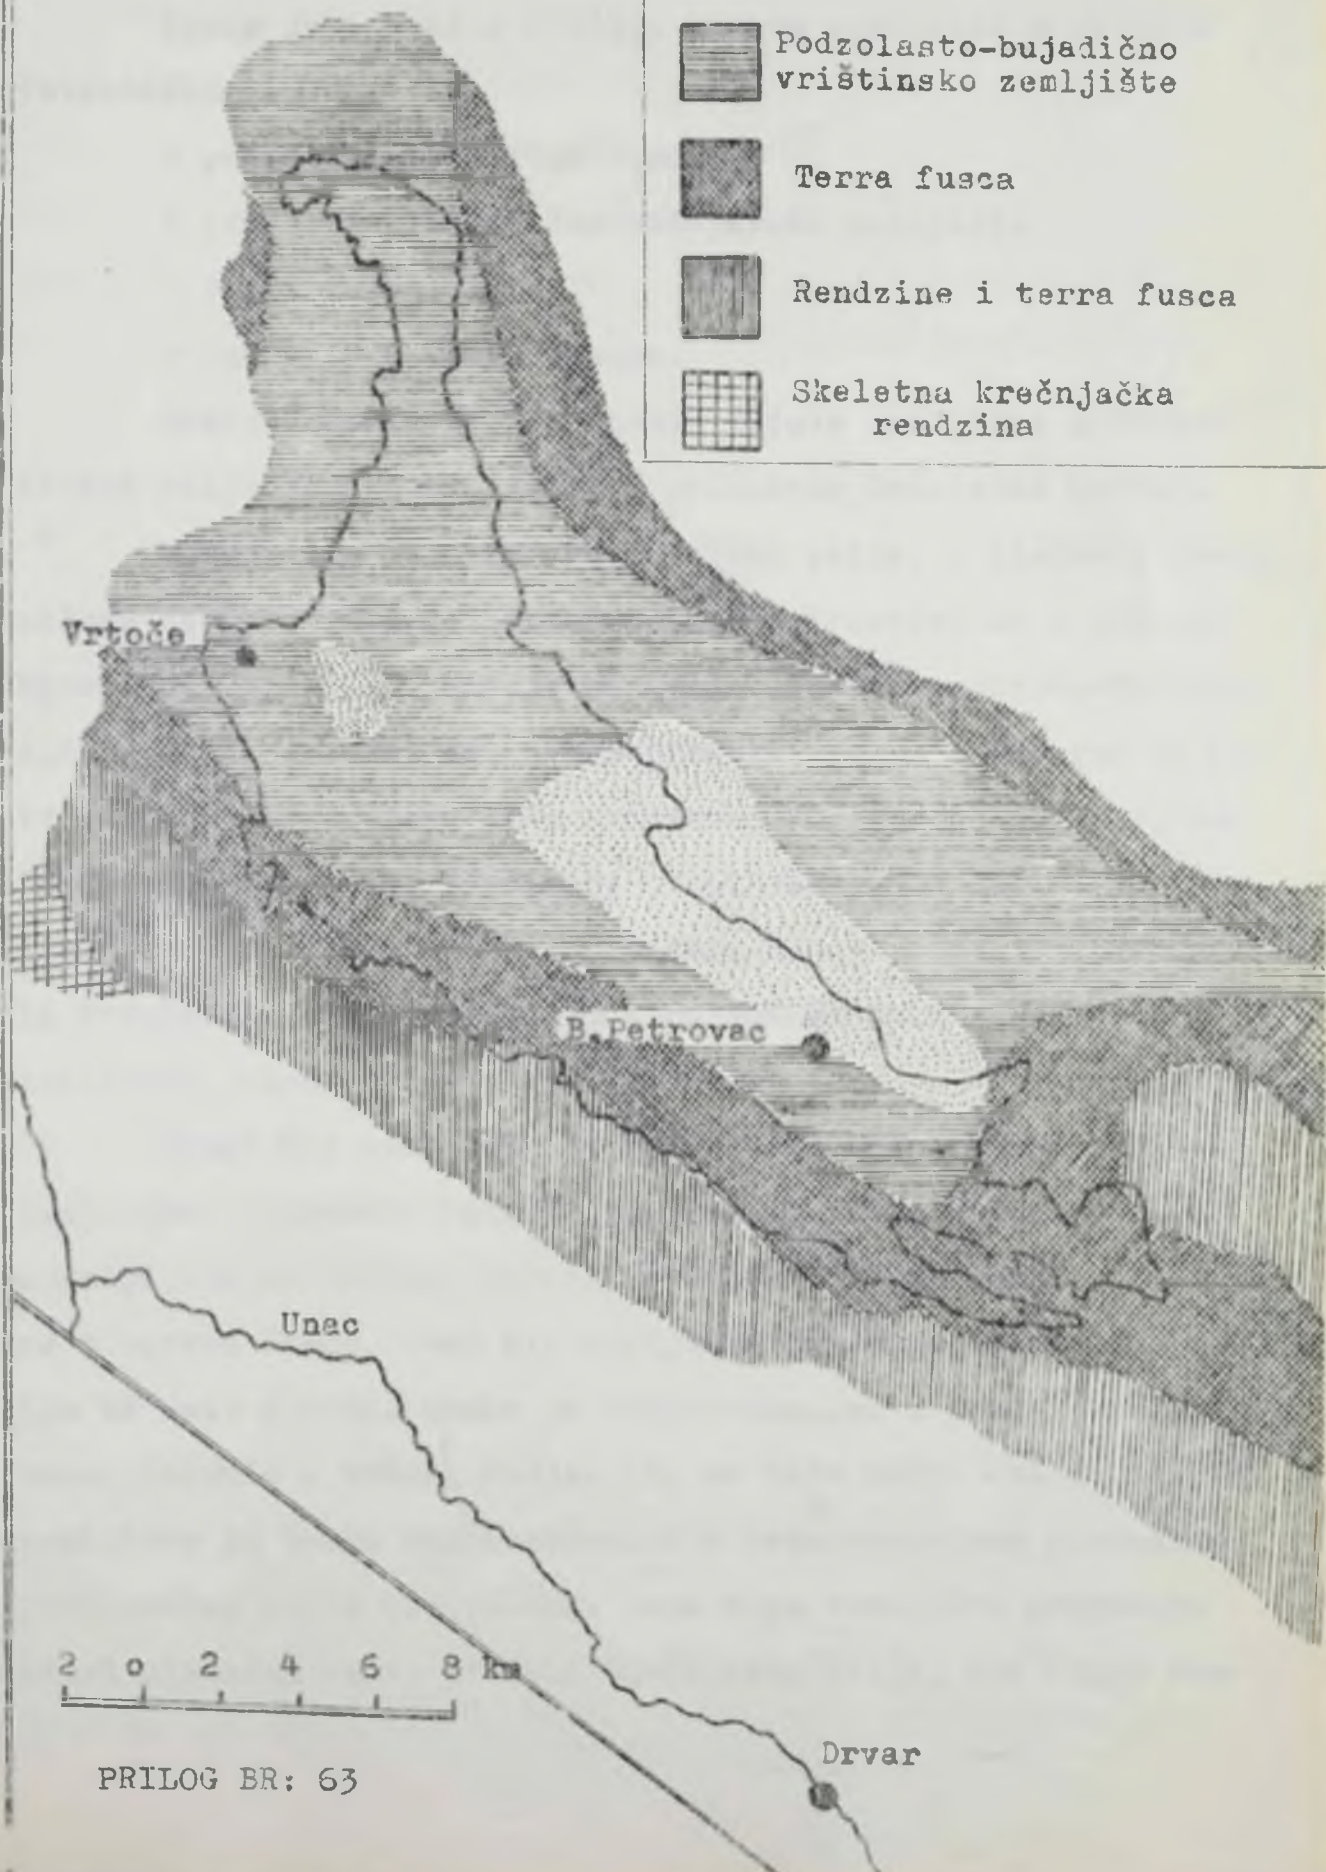 Podzolasto-bujadično
vrištinsko zemljište
Terra fusca
Rendzine i terra fusca
Skeletna krečnjačka
rendzina
Vrtoče
B.Petrovac
Unac
2 0 2 4 6 8 km
PRILOG BR: 63
Drvar